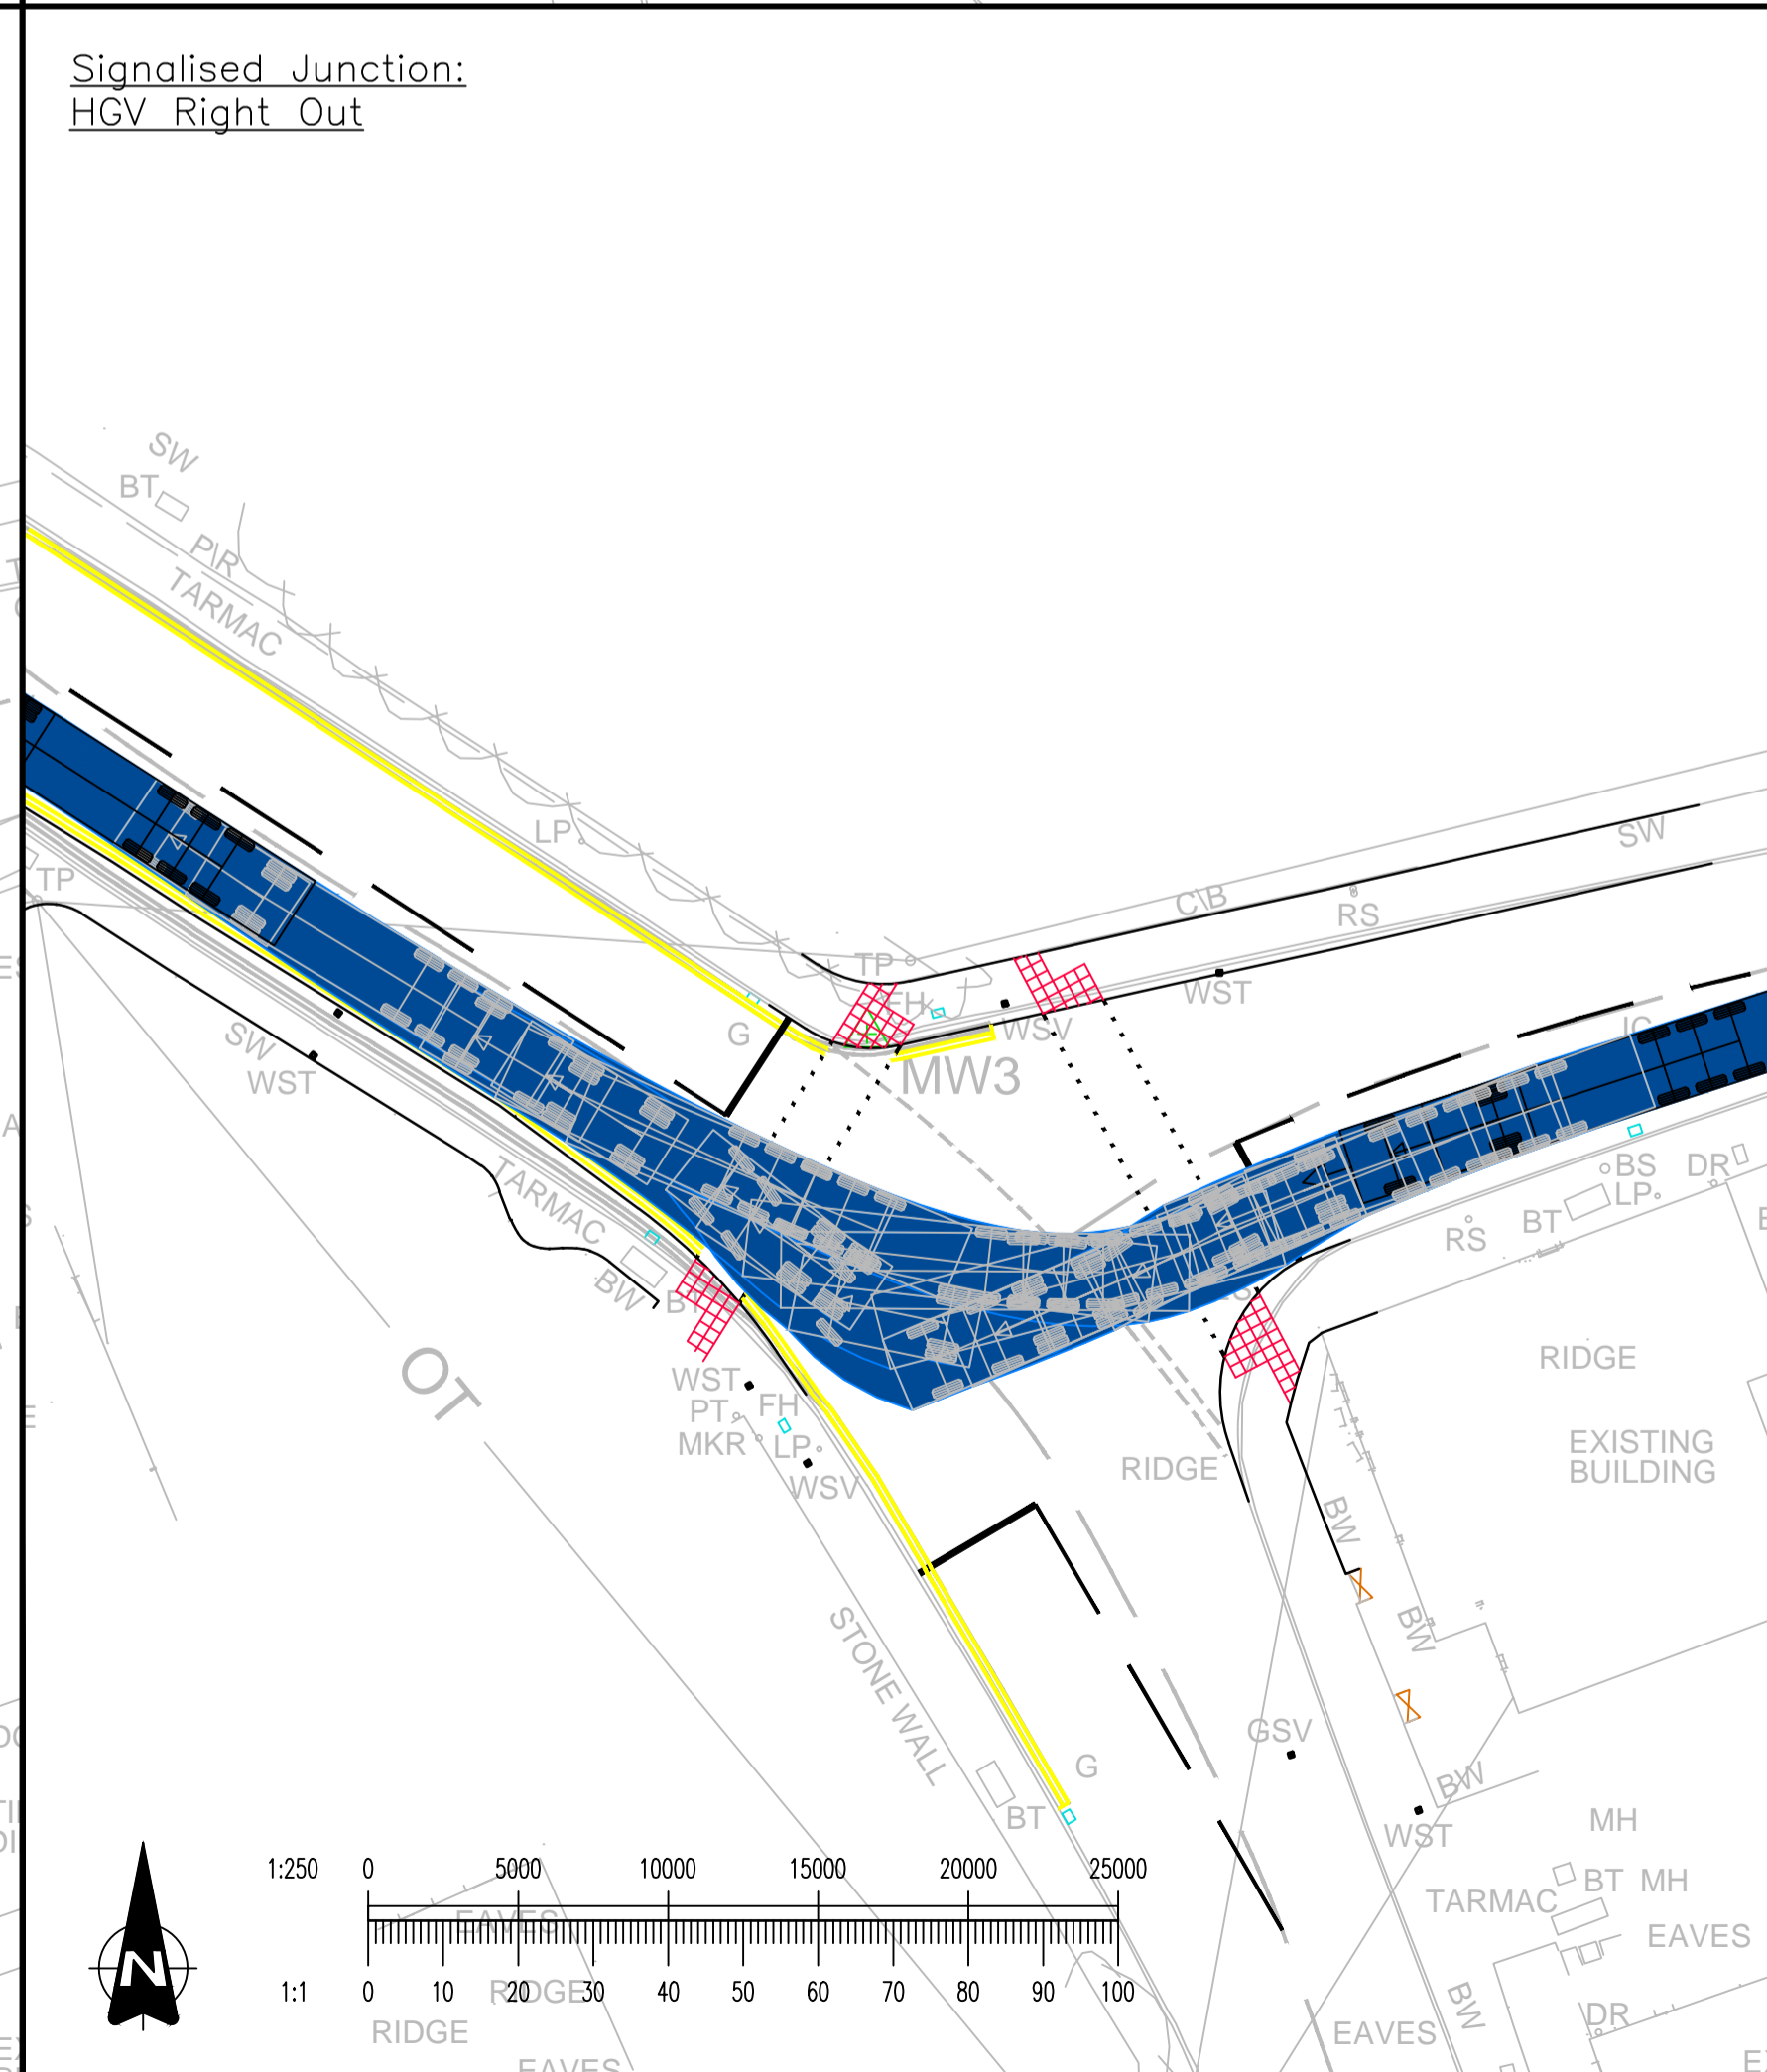 Signalised Junction:
HGV Right Out
SW
BT
P\R
TARMAC
LP
TP
SW
C\B
RS
TP
FH
G
WSV
WST
MW3
SW
WST
IC
TARMAC
BW
BS
DR
LP
BT
RS
WST
PT
FH
MKR
LP
WSV
OT
RIDGE
RIDGE
EXISTING
BUILDING
BW
BW
STONE WALL
GSV
G
BT
BW
WST
MH
BT
MH
TARMAC
EAVES
BW
DR
EAVES
1:250
0
5000
10000
15000
20000
25000
EAVES
N
1:1
0
10
20
30
40
50
60
70
80
90
100
RIDGE
RIDGE
EAVES